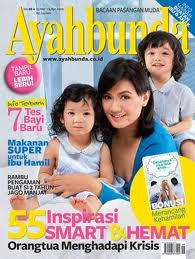 BACAAN PASANGAN MUDA
Ayahbunda
www.ayahbunda.co.id
TAMPIL
BARU
LEBIH
SERU!
Info Terbaru
7 Tes
Bayi
Baru
Makanan
SUPER
untuk
Ibu Hamil
RAMBU
PENGAMAN
BUAT SI 2 TAHUN
JAGO MANJAT
BONUS!
Merancang
Kehamilan
55 Inspirasi
SMART & HEMAT
Orangtua Menghadapi Krisis